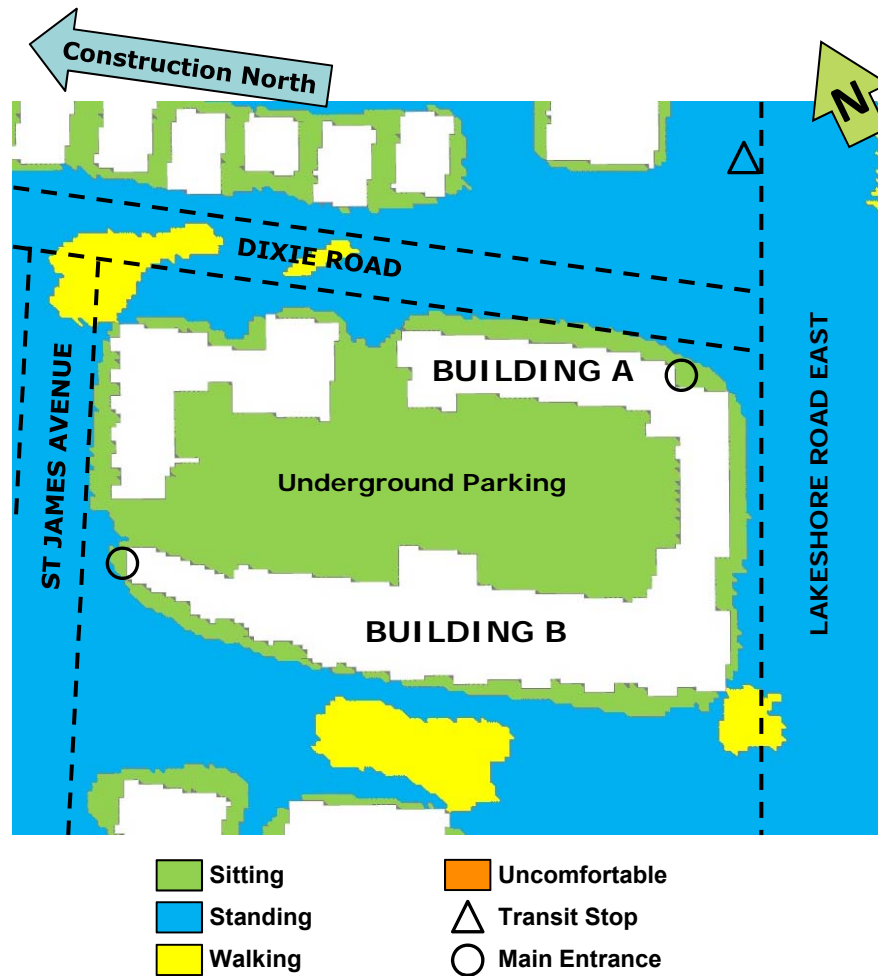 Construction North
N
DIXIE ROAD
BUILDING A
ST JAMES AVENUE
LAKESHORE ROAD EAST
Underground Parking
BUILDING B
Sitting
Standing
Walking
Uncomfortable
Transit Stop
Main Entrance